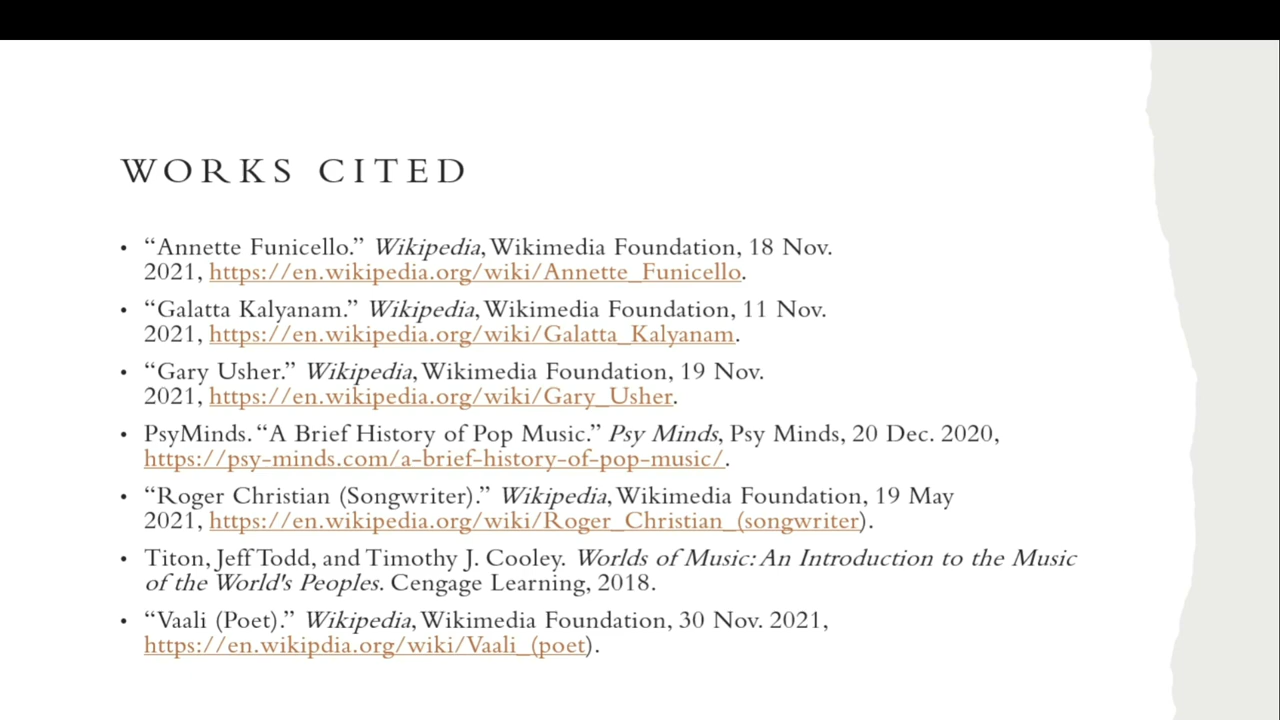 WORKS CITED
• “Annette Funicello.” Wikipedia, Wikimedia Foundation, 18 Nov.
2021, https://en.wikipedia.org/wiki/Annette_Funicello.
• “Galatta Kalyanam.” Wikipedia, Wikimedia Foundation, 11 Nov.
2021, https://en.wikipedia.org/wiki/Galatta_Kalyanam.
• “Gary Usher.” Wikipedia, Wikimedia Foundation, 19 Nov.
2021, https://en.wikipedia.org/wiki/Gary_Usher.
• PsyMinds. “A Brief History of Pop Music.” Psy Minds, Psy Minds, 20 Dec. 2020,
https://psy-minds.com/a-brief-history-of-pop-music/.
• “Roger Christian (Songwriter).” Wikipedia, Wikimedia Foundation, 19 May
2021, https://en.wikipedia.org/wiki/Roger_Christian_(songwriter).
• Titon, Jeff Todd, and Timothy J. Cooley. Worlds of Music: An Introduction to the Music
of the World's Peoples. Cengage Learning, 2018.
• “Vaali (Poet).” Wikipedia, Wikimedia Foundation, 30 Nov. 2021,
https://en.wikipdia.org/wiki/Vaali_(poet).